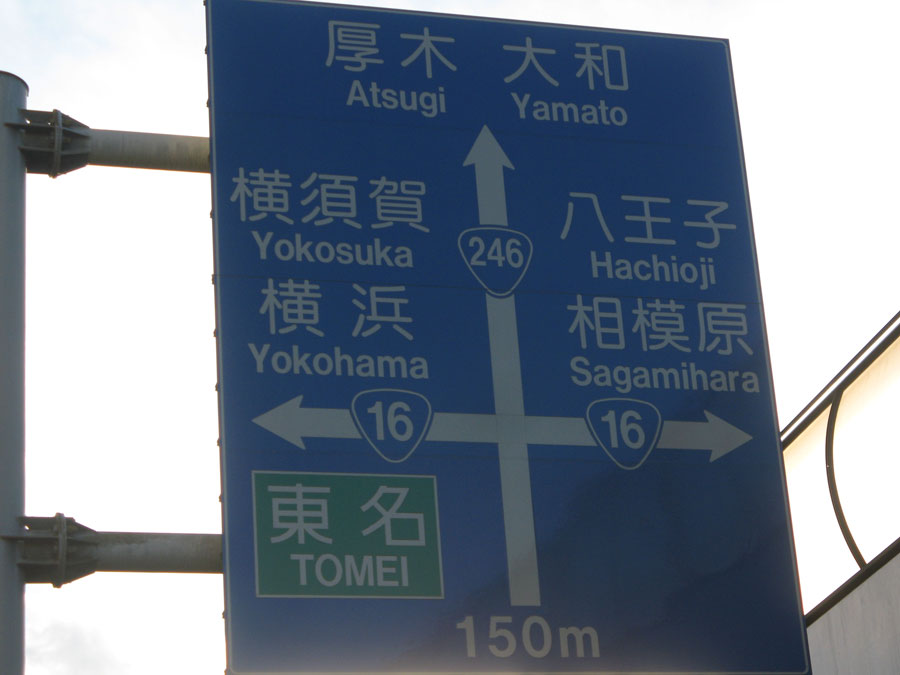 厚木 大和
Atsugi Yamato
横須賀
Yokosuka
246
八王子
Hachioji
横浜
Yokohama
相模原
Sagamihara
16
16
東名
TOMEI
150m